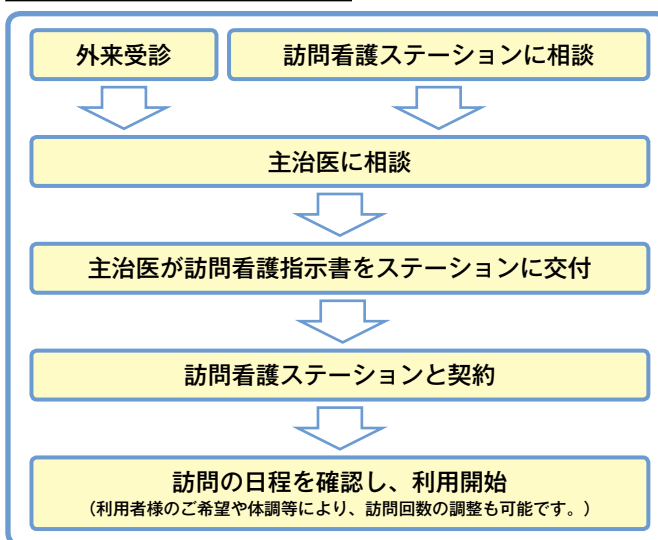 外来受診
訪問看護ステーションに相談
主治医に相談
主治医が訪問看護指示書をステーションに交付
訪問看護ステーションと契約
訪問の日程を確認し、利用開始
（利用者様のご希望や体調等により、訪問回数の調整も可能です。）